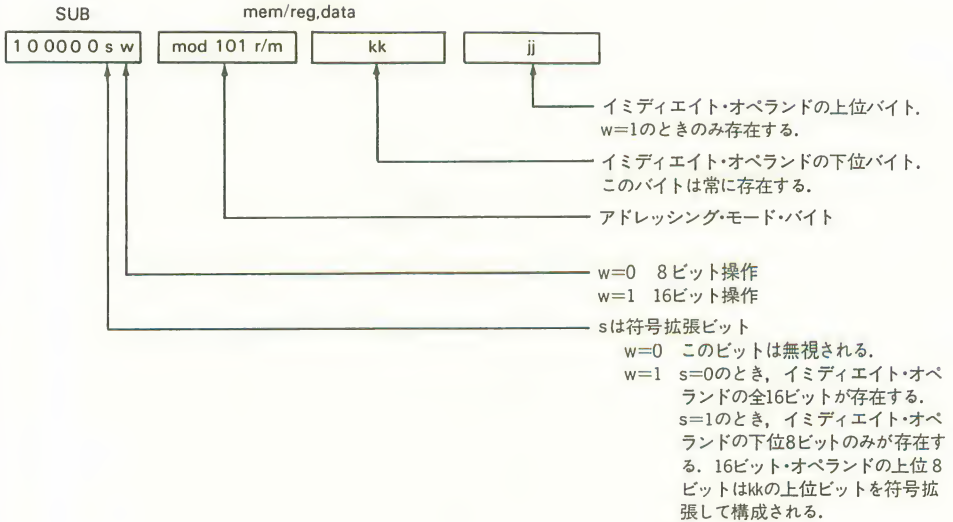 SUB mem/reg,data
1 0 0 0 0 0 s w mod 101 r/m kk jj
イミディエイト・オペランドの上位バイト.
w=1のときのみ存在する.
イミディエイト・オペランドの下位バイト.
このバイトは常に存在する.
アドレッシング・モード・バイト
w=0 8ビット操作
w=1 16ビット操作
sは符号拡張ビット
w=0 このビットは無視される.
w=1 s=0のとき，イミディエイト・オペ
ランドの全16ビットが存在する.
s=1のとき，イミディエイト・オペ
ランドの下位8ビットのみが存在す
る．16ビット・オペランドの上位8
ビットはkkの上位ビットを符号拡
張して構成される.